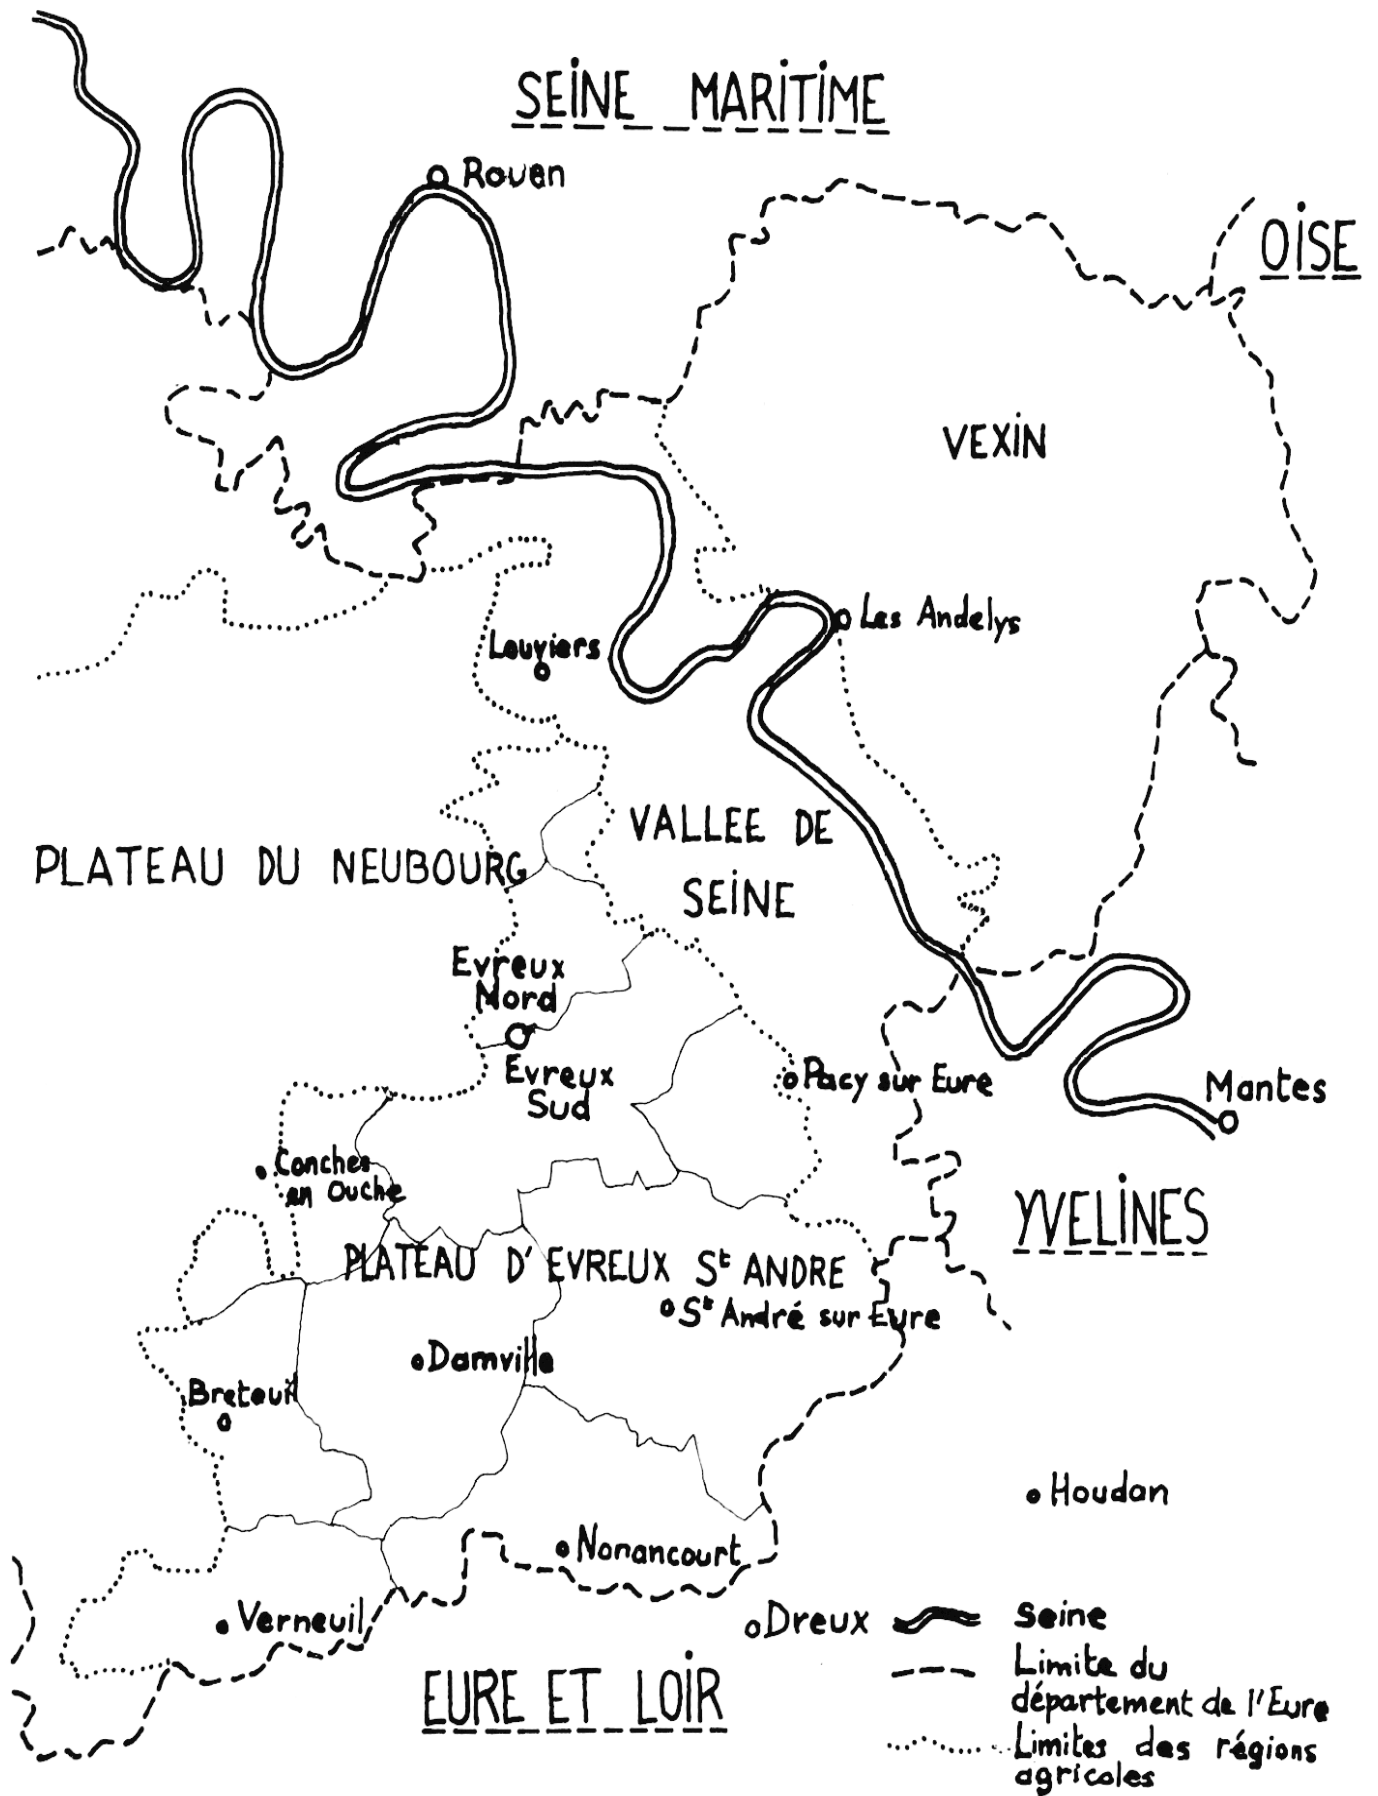 SEINE MARITIME
Rouen
OISE
VEXIN
Les Andelys
Louviers
VALLEE DE
SEINE
PLATEAU DU NEUBOURG
Evreux
Nord
Evreux
Sud
Pacy sur Eure
Mantes
Conches
en Ouche
YVELINES
PLATEAU D'EVREUX St ANDRE
St André sur Eure
Damville
Breteuil
Houdan
Nonancourt
Verneuil
Dreux
EURE ET LOIR
Seine
Limite du
département de l'Eure
Limites des régions
agricoles